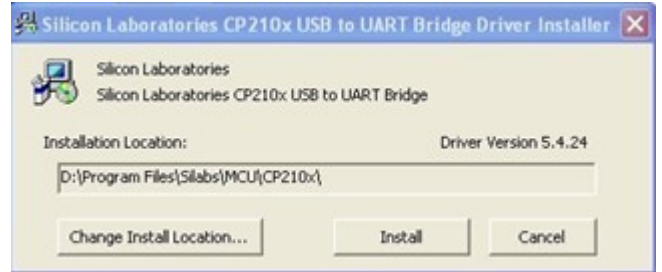 Silicon Laboratories CP210x USB to UART Bridge Driver Installer
Silicon Laboratories
Silicon Laboratories CP210x USB to UART Bridge
Installation Location: Driver Version 5.4.24
D:\Program Files\Silabs\MCU\CP210x\
Change Install Location... Install Cancel